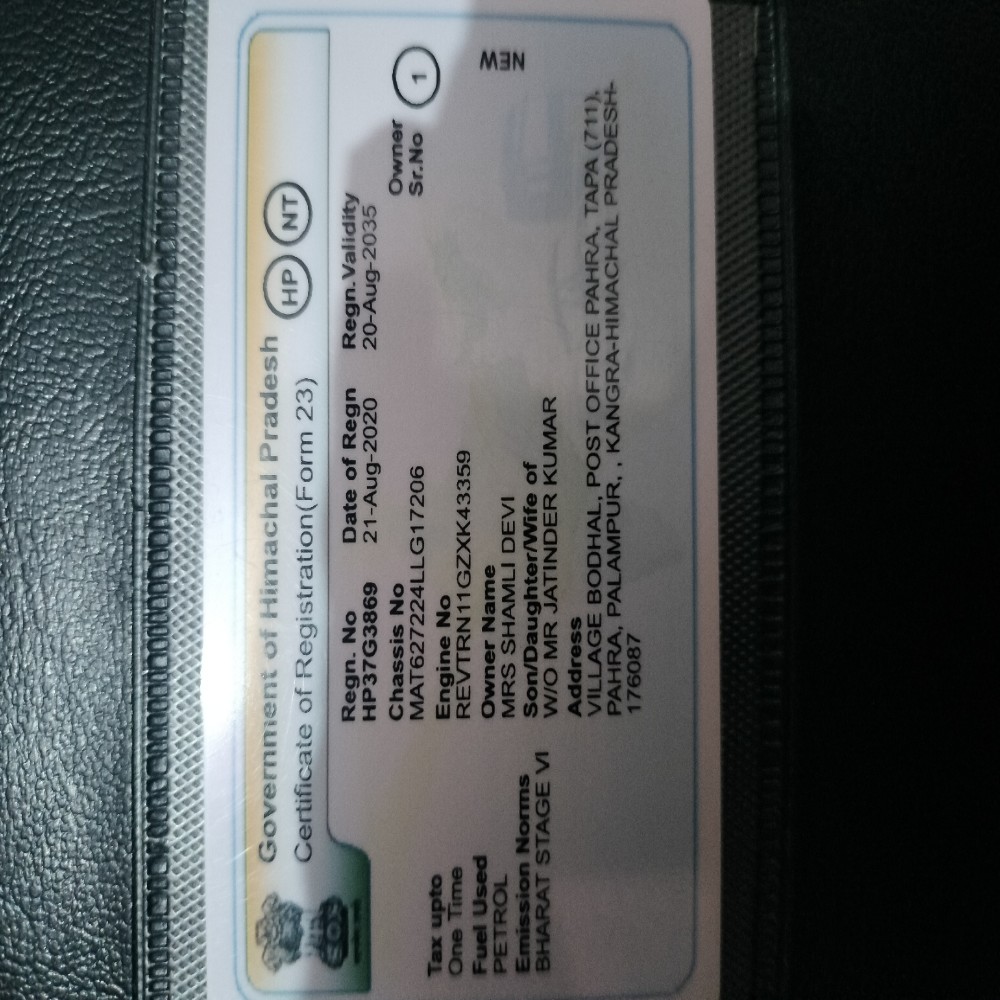 Government of Himachal Pradesh
Certificate of Registration(Form 23)
HP NT
Regn. No Date of Regn Regn.Validity
HP37G3869 21-Aug-2020 20-Aug-2035
Chassis No
MAT627224LLG17206
Owner
Sr.No 1
Engine No
REVTRN11GZXK43359
Owner Name
MRS SHAMLI DEVI
NEW
Son/Daughter/Wife of
W/O MR JATINDER KUMAR
Address
VILLAGE BODHAL, POST OFFICE PAHRA, TAPA (711),
PAHRA, PALAMPUR, , KANGRA-HIMACHAL PRADESH-
176087
Tax upto
One Time
Fuel Used
PETROL
Emission Norms
BHARAT STAGE VI